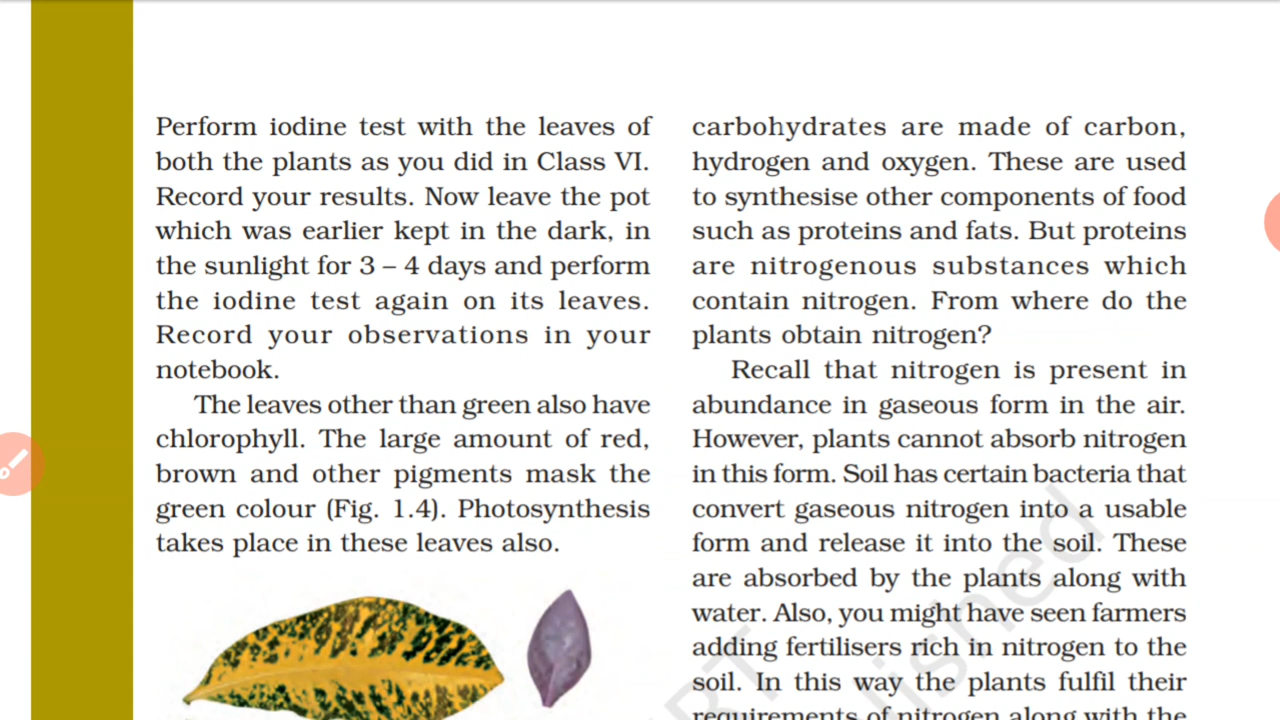 Perform iodine test with the leaves of
both the plants as you did in Class VI.
Record your results. Now leave the pot
which was earlier kept in the dark, in
the sunlight for 3 – 4 days and perform
the iodine test again on its leaves.
Record your observations in your
notebook.
The leaves other than green also have
chlorophyll. The large amount of red,
brown and other pigments mask the
green colour (Fig. 1.4). Photosynthesis
takes place in these leaves also.
carbohydrates are made of carbon,
hydrogen and oxygen. These are used
to synthesise other components of food
such as proteins and fats. But proteins
are nitrogenous substances which
contain nitrogen. From where do the
plants obtain nitrogen?
Recall that nitrogen is present in
abundance in gaseous form in the air.
However, plants cannot absorb nitrogen
in this form. Soil has certain bacteria that
convert gaseous nitrogen into a usable
form and release it into the soil. These
are absorbed by the plants along with
water. Also, you might have seen farmers
adding fertilisers rich in nitrogen to the
soil. In this way the plants fulfil their
requirements of nitrogen along with the